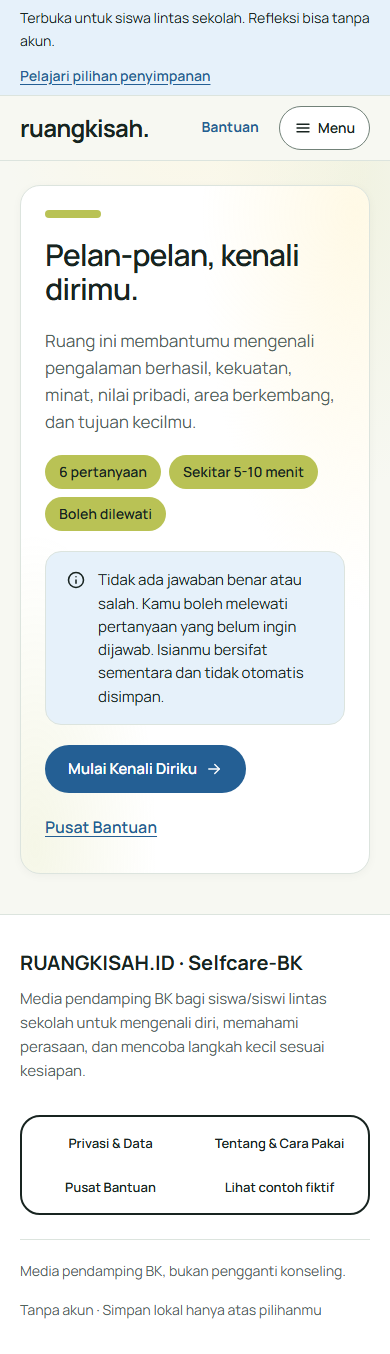 Terbuka untuk siswa lintas sekolah. Refleksi bisa tanpa
akun.
Pelajari pilihan penyimpanan
ruangkisah.
Bantuan
Menu
Pelan-pelan, kenali
dirimu.
Ruang ini membantumu mengenali
pengalaman berhasil, kekuatan,
minat, nilai pribadi, area berkembang,
dan tujuan kecilmu.
6 pertanyaan
Sekitar 5-10 menit
Boleh dilewati
Tidak ada jawaban benar atau
salah. Kamu boleh melewati
pertanyaan yang belum ingin
dijawab. Isianmu bersifat
sementara dan tidak otomatis
disimpan.
Mulai Kenali Diriku
Pusat Bantuan
RUANGKISAH.ID · Selfcare-BK
Media pendamping BK bagi siswa/siswi lintas
sekolah untuk mengenali diri, memahami
perasaan, dan mencoba langkah kecil sesuai
kesiapan.
Privasi & Data
Tentang & Cara Pakai
Pusat Bantuan
Lihat contoh fiktif
Media pendamping BK, bukan pengganti konseling.
Tanpa akun · Simpan lokal hanya atas pilihanmu